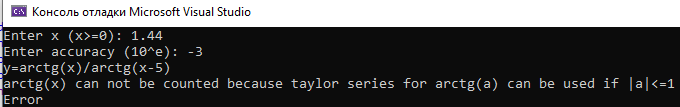 Консоль отладки Microsoft Visual Studio
Enter x (x>=0): 1.44
Enter accuracy (10^e): -3
y=arctg(x)/arctg(x-5)
arctg(x) can not be counted because taylor series for arctg(a) can be used if |a|<=1
Error